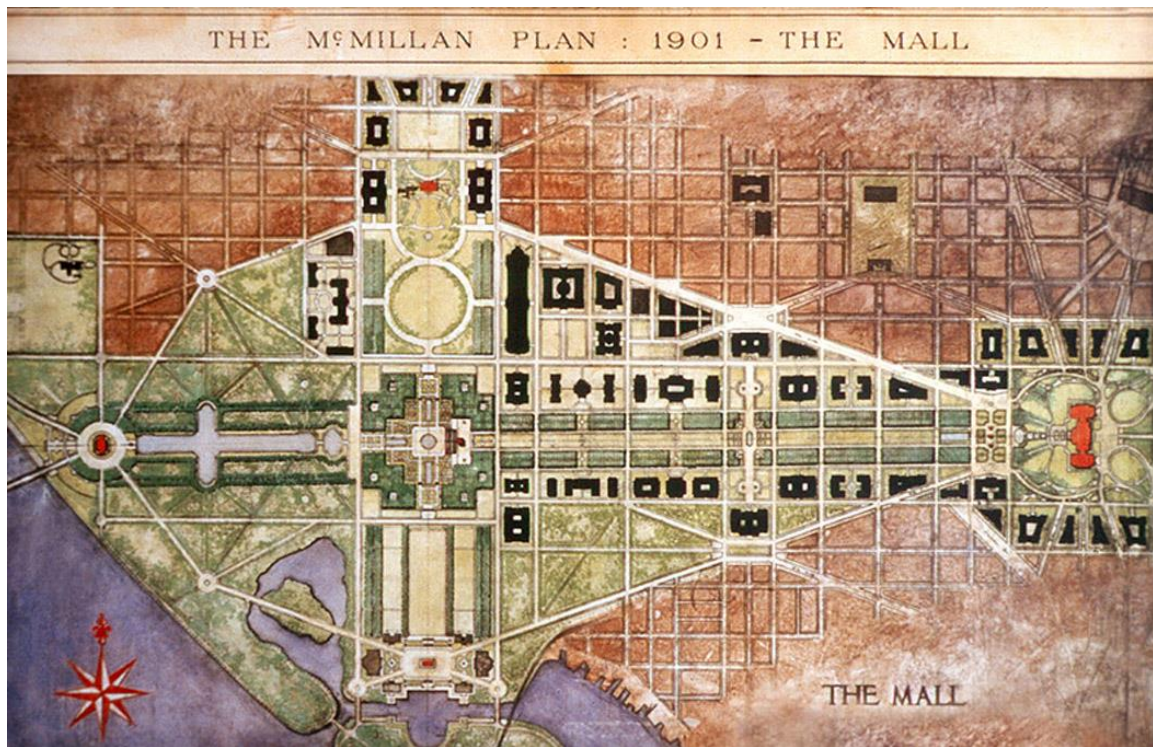 THE McMILLAN PLAN : 1901 – THE MALL
THE MALL